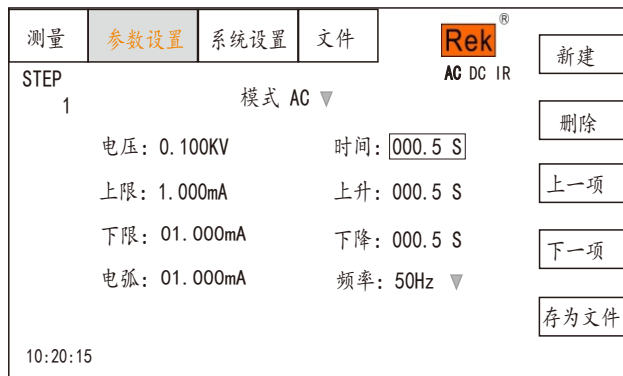 测量 参数设置 系统设置 文件 Rek®
AC DC IR
STEP
1
模式 AC
电压: 0.100KV 时间: 000.5 S
上限: 1.000mA 上升: 000.5 S
下限: 01.000mA 下降: 000.5 S
电弧: 01.000mA 频率: 50Hz
新建
删除
上一项
下一项
存为文件
10:20:15